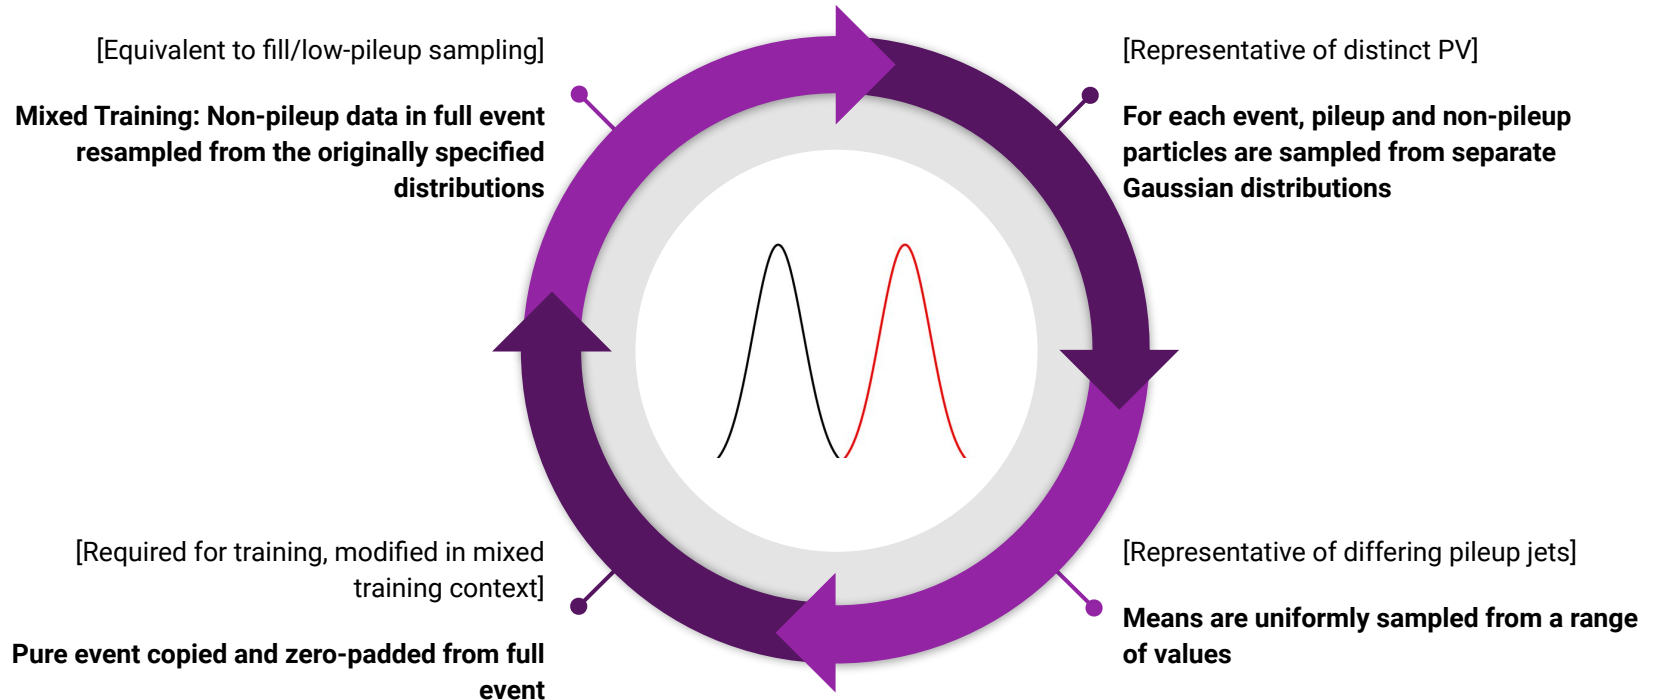 [Equivalent to fill/low-pileup sampling]
Mixed Training: Non-pileup data in full event
resampled from the originally specified
distributions
[Representative of distinct PV]
For each event, pileup and non-pileup
particles are sampled from separate
Gaussian distributions
[Required for training, modified in mixed
training context]
Pure event copied and zero-padded from full
event
[Representative of differing pileup jets]
Means are uniformly sampled from a range
of values